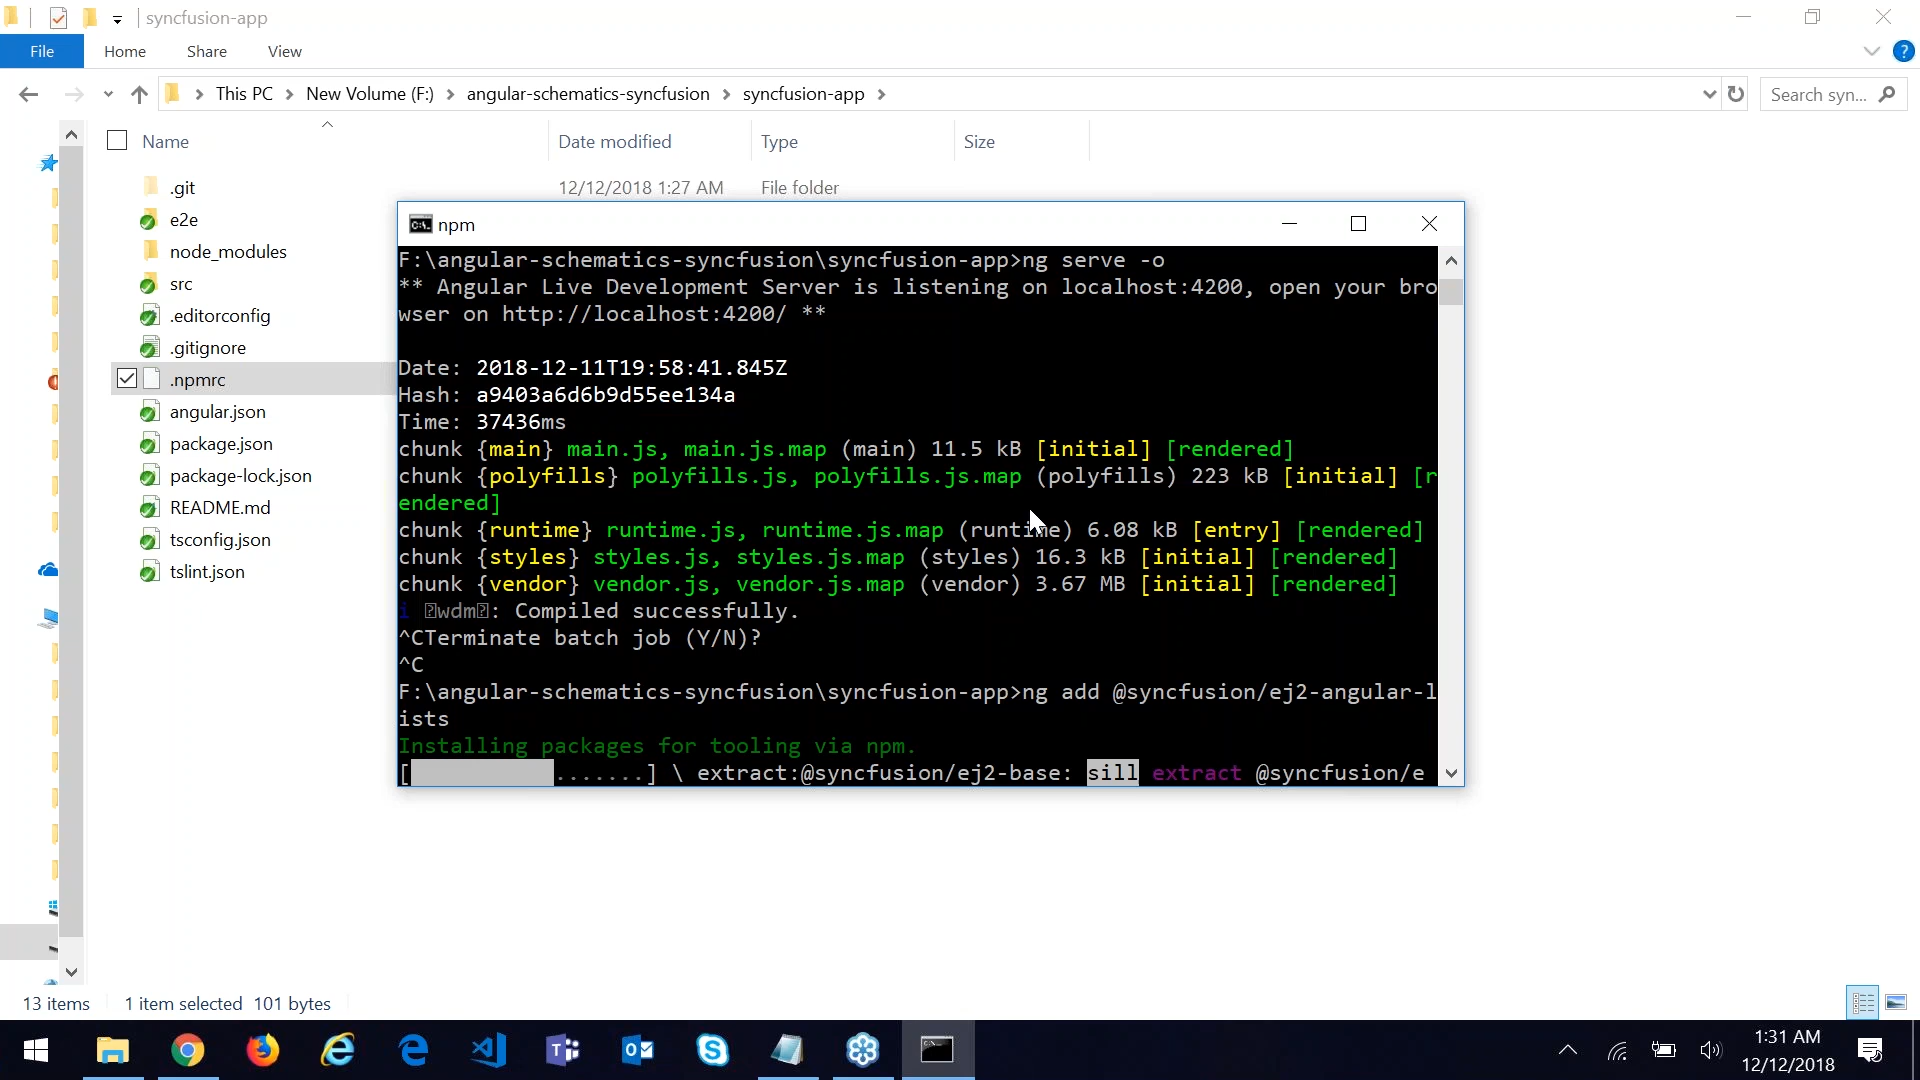 syncfusion-app
File Home Share View
This PC New Volume (F:) angular-schematics-syncfusion syncfusion-app
Search syn...
Name Date modified Type Size
.git 12/12/2018 1:27 AM File folder
e2e
node_modules
src
.editorconfig
.gitignore
.npmrc
angular.json
package.json
package-lock.json
README.md
tsconfig.json
tslint.json
npm
F:\angular-schematics-syncfusion\syncfusion-app>ng serve -o
** Angular Live Development Server is listening on localhost:4200, open your bro
wser on http://localhost:4200/ **
Date: 2018-12-11T19:58:41.845Z
Hash: a9403a6d6b9d55ee134a
Time: 37436ms
chunk {main} main.js, main.js.map (main) 11.5 kB [initial] [rendered]
chunk {polyfills} polyfills.js, polyfills.js.map (polyfills) 223 kB [initial] [r
endered]
chunk {runtime} runtime.js, runtime.js.map (runtime) 6.08 kB [entry] [rendered]
chunk {styles} styles.js, styles.js.map (styles) 16.3 kB [initial] [rendered]
chunk {vendor} vendor.js, vendor.js.map (vendor) 3.67 MB [initial] [rendered]
i wdm: Compiled successfully.
^CTerminate batch job (Y/N)?
^C
F:\angular-schematics-syncfusion\syncfusion-app>ng add @syncfusion/ej2-angular-l
ists
Installing packages for tooling via npm.
[.......] \ extract:@syncfusion/ej2-base: sill extract @syncfusion/e
13 items 1 item selected 101 bytes
1:31 AM
12/12/2018